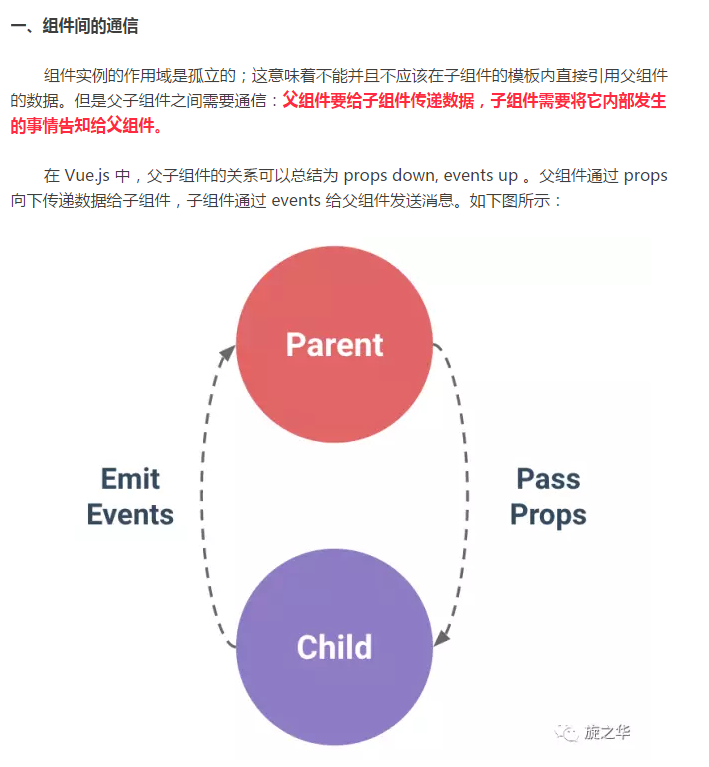 一、组件间的通信
组件实例的作用域是孤立的；这意味着不能并且不应该在子组件的模板内直接引用父组件
的数据。但是父子组件之间需要通信：父组件要给子组件传递数据，子组件需要将它内部发生
的事情告知给父组件。
在 Vue.js 中，父子组件的关系可以总结为 props down, events up 。父组件通过 props
向下传递数据给子组件，子组件通过 events 给父组件发送消息。如下图所示：
Parent
Emit
Events
Pass
Props
Child
旋之华